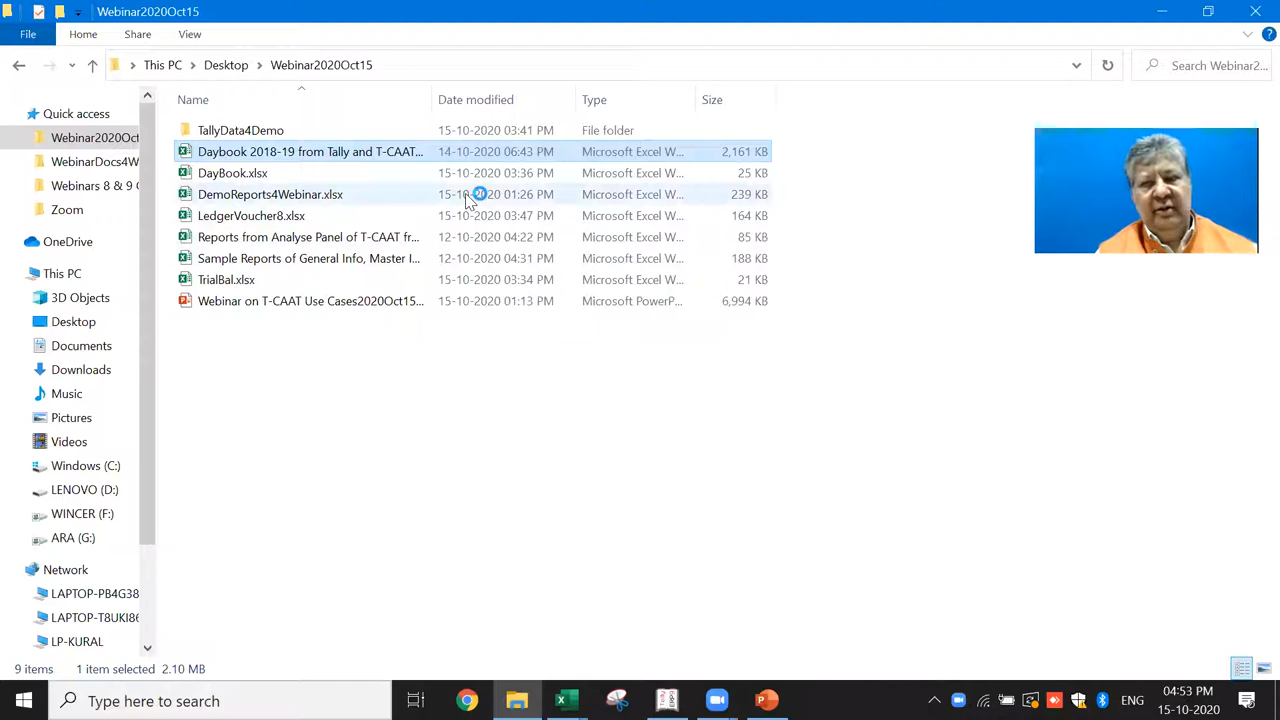 Webinar2020Oct15
File Home Share View
This PC Desktop Webinar2020Oct15 Search Webinar2...
Name Date modified Type Size
TallyData4Demo 15-10-2020 03:41 PM File folder
Daybook 2018-19 from Tally and T-CAAT... 14-10-2020 06:43 PM Microsoft Excel W... 2,161 KB
DayBook.xlsx 15-10-2020 03:36 PM Microsoft Excel W... 25 KB
DemoReports4Webinar.xlsx 15-10-2020 01:26 PM Microsoft Excel W... 239 KB
LedgerVoucher8.xlsx 15-10-2020 03:47 PM Microsoft Excel W... 164 KB
Reports from Analyse Panel of T-CAAT fr... 12-10-2020 04:22 PM Microsoft Excel W... 85 KB
Sample Reports of General Info, Master I... 12-10-2020 04:31 PM Microsoft Excel W... 188 KB
TrialBal.xlsx 15-10-2020 03:34 PM Microsoft Excel W... 21 KB
Webinar on T-CAAT Use Cases2020Oct15... 15-10-2020 01:13 PM Microsoft PowerP... 6,994 KB
Quick access
Webinar2020Oct
WebinarDocs4W
Webinars 8 & 9
Zoom
OneDrive
This PC
3D Objects
Desktop
Documents
Downloads
Music
Pictures
Videos
Windows (C:)
LENOVO (D:)
WINCER (F:)
ARA (G:)
Network
LAPTOP-PB4G38
LAPTOP-T8UKI86
LP-KURAL
9 items 1 item selected 2.10 MB
Type here to search
ENG
04:53 PM
15-10-2020